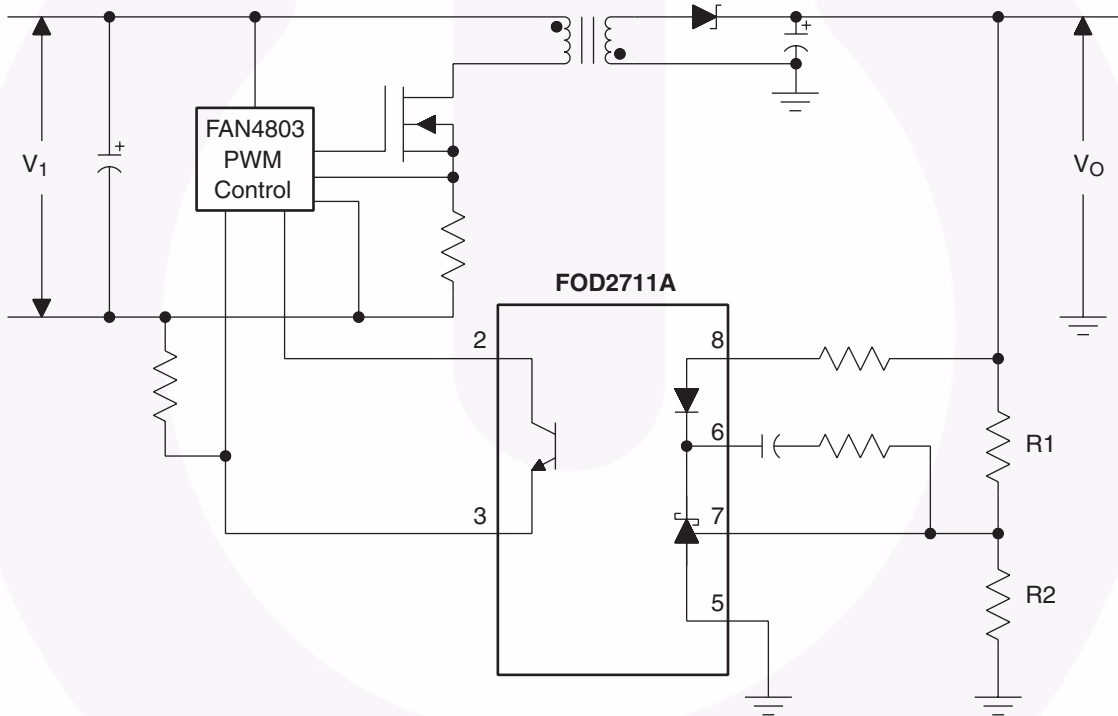 FAN4803
PWM
Control
V1
VO
FOD2711A
2
8
6
R1
3
7
5
R2